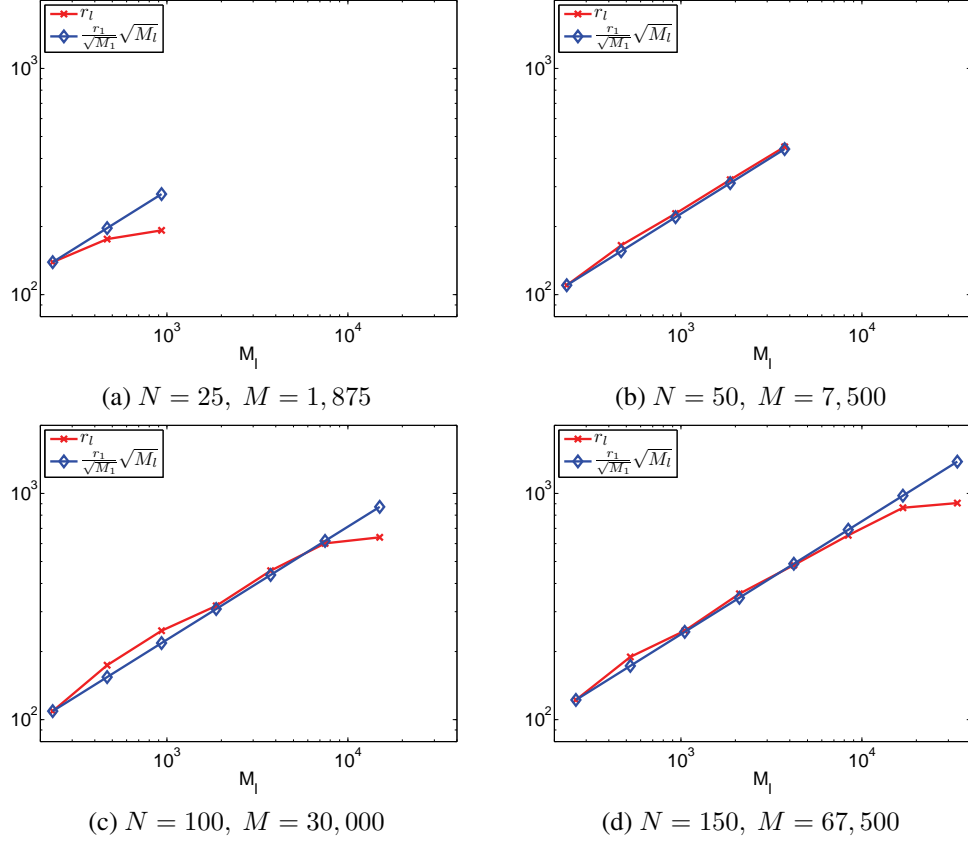 r_l
r_1/√M_1 √M_l
10^3
10^2
10^3
10^4
M_l
(a) N = 25, M = 1,875
r_l
r_1/√M_1 √M_l
10^3
10^2
10^3
10^4
M_l
(b) N = 50, M = 7,500
r_l
r_1/√M_1 √M_l
10^3
10^2
10^3
10^4
M_l
(c) N = 100, M = 30,000
r_l
r_1/√M_1 √M_l
10^3
10^2
10^3
10^4
M_l
(d) N = 150, M = 67,500